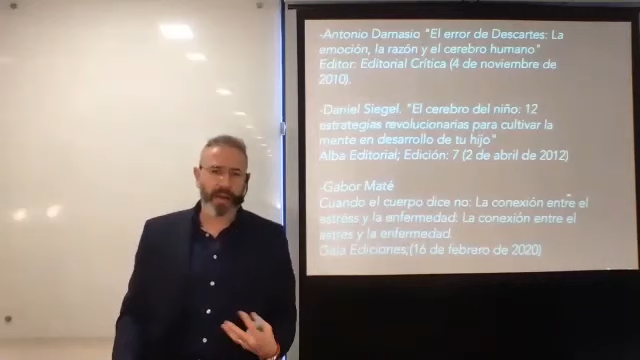 -Antonio Damasio "El error de Descartes: La
emoción, la razón y el cerebro humano"
Editor: Editorial Crítica (4 de noviembre de
2010).
-Daniel Siegel. "El cerebro del niño: 12
estrategias revolucionarias para cultivar la
mente en desarrollo de tu hijo"
Alba Editorial; Edición: 7 (2 de abril de 2012)
-Gabor Maté
Cuando el cuerpo dice no: La conexión entre el
estréss y la enfermedad: La conexión entre el
estrés y la enfermedad.
Gaia Ediciones;(16 de febrero de 2020)